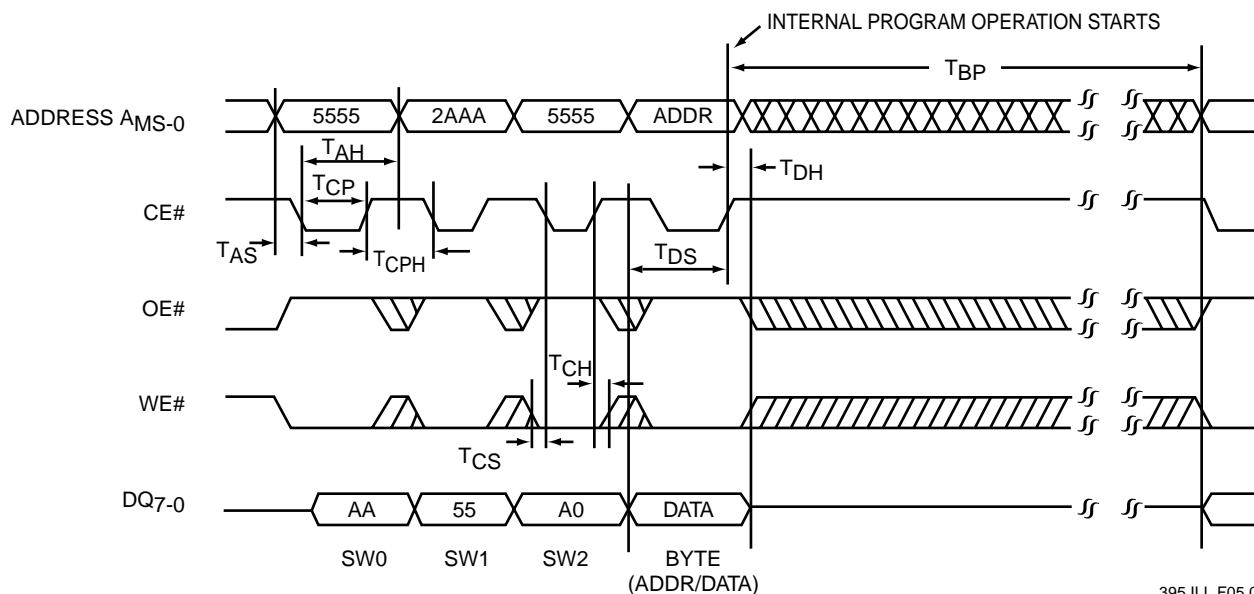 INTERNAL PROGRAM OPERATION STARTS
TBP
ADDRESS AMS-0
5555
2AAA
5555
ADDR
TAH
TDH
TCP
CE#
TAS
TCPH
TDS
OE#
TCH
WE#
TCS
DQ7-0
AA
55
A0
DATA
SW0
SW1
SW2
BYTE
(ADDR/DATA)